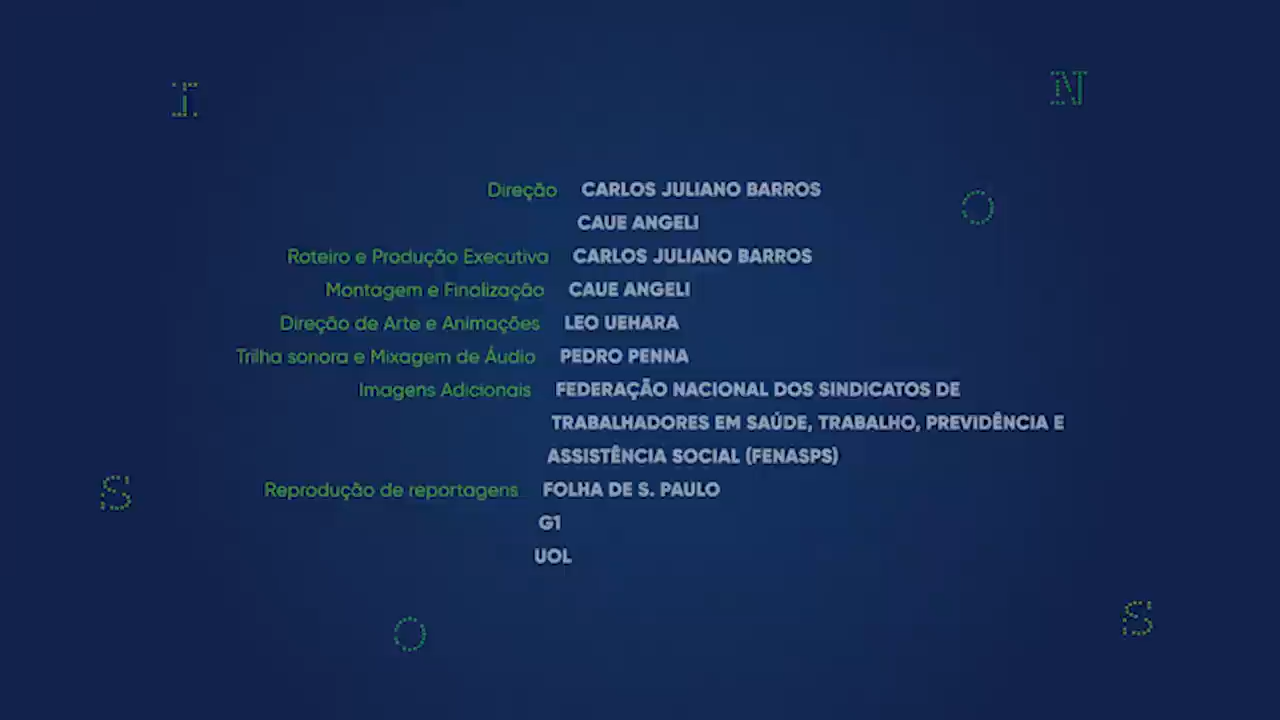 I
N
Direção CARLOS JULIANO BARROS
O
CAUE ANGELI
Roteiro e Produção Executiva CARLOS JULIANO BARROS
Montagem e Finalização CAUE ANGELI
Direção de Arte e Animações LEO UEHARA
Trilha sonora e Mixagem de Áudio PEDRO PENNA
Imagens Adicionais FEDERAÇÃO NACIONAL DOS SINDICATOS DE
TRABALHADORES EM SAÚDE, TRABALHO, PREVIDÊNCIA E
ASSISTÊNCIA SOCIAL (FENASPS)
Reprodução de reportagens FOLHA DE S. PAULO
S
G1
UOL
S
O